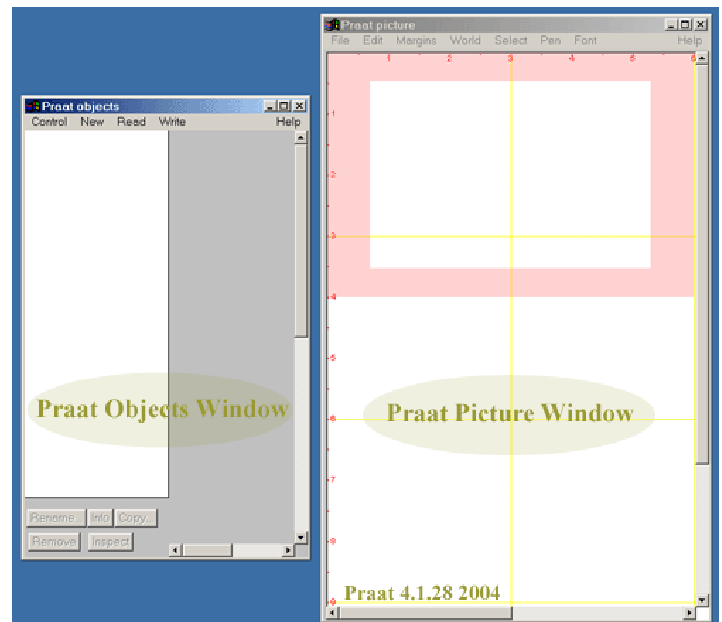 Praat objects
Control New Read Write Help
Praat Objects Window
Rename... Info Copy...
Remove Inspect
Praat picture
File Edit Margins World Select Pen Font Help
1 2 3 4 5 6
1
2
3
4
5
6
7
8
9
Praat Picture Window
Praat 4.1.28 2004